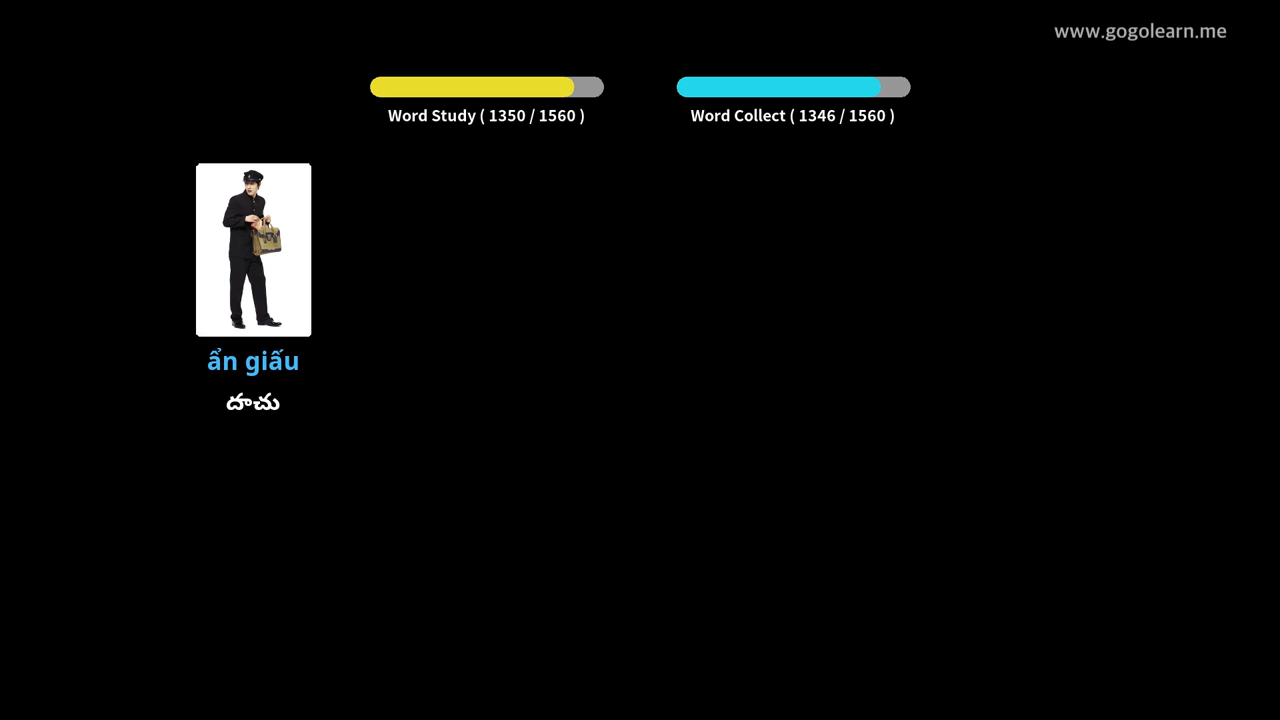 www.gogolearn.me
Word Study ( 1350 / 1560 )
Word Collect ( 1346 / 1560 )
ẩn giấu
దాచు